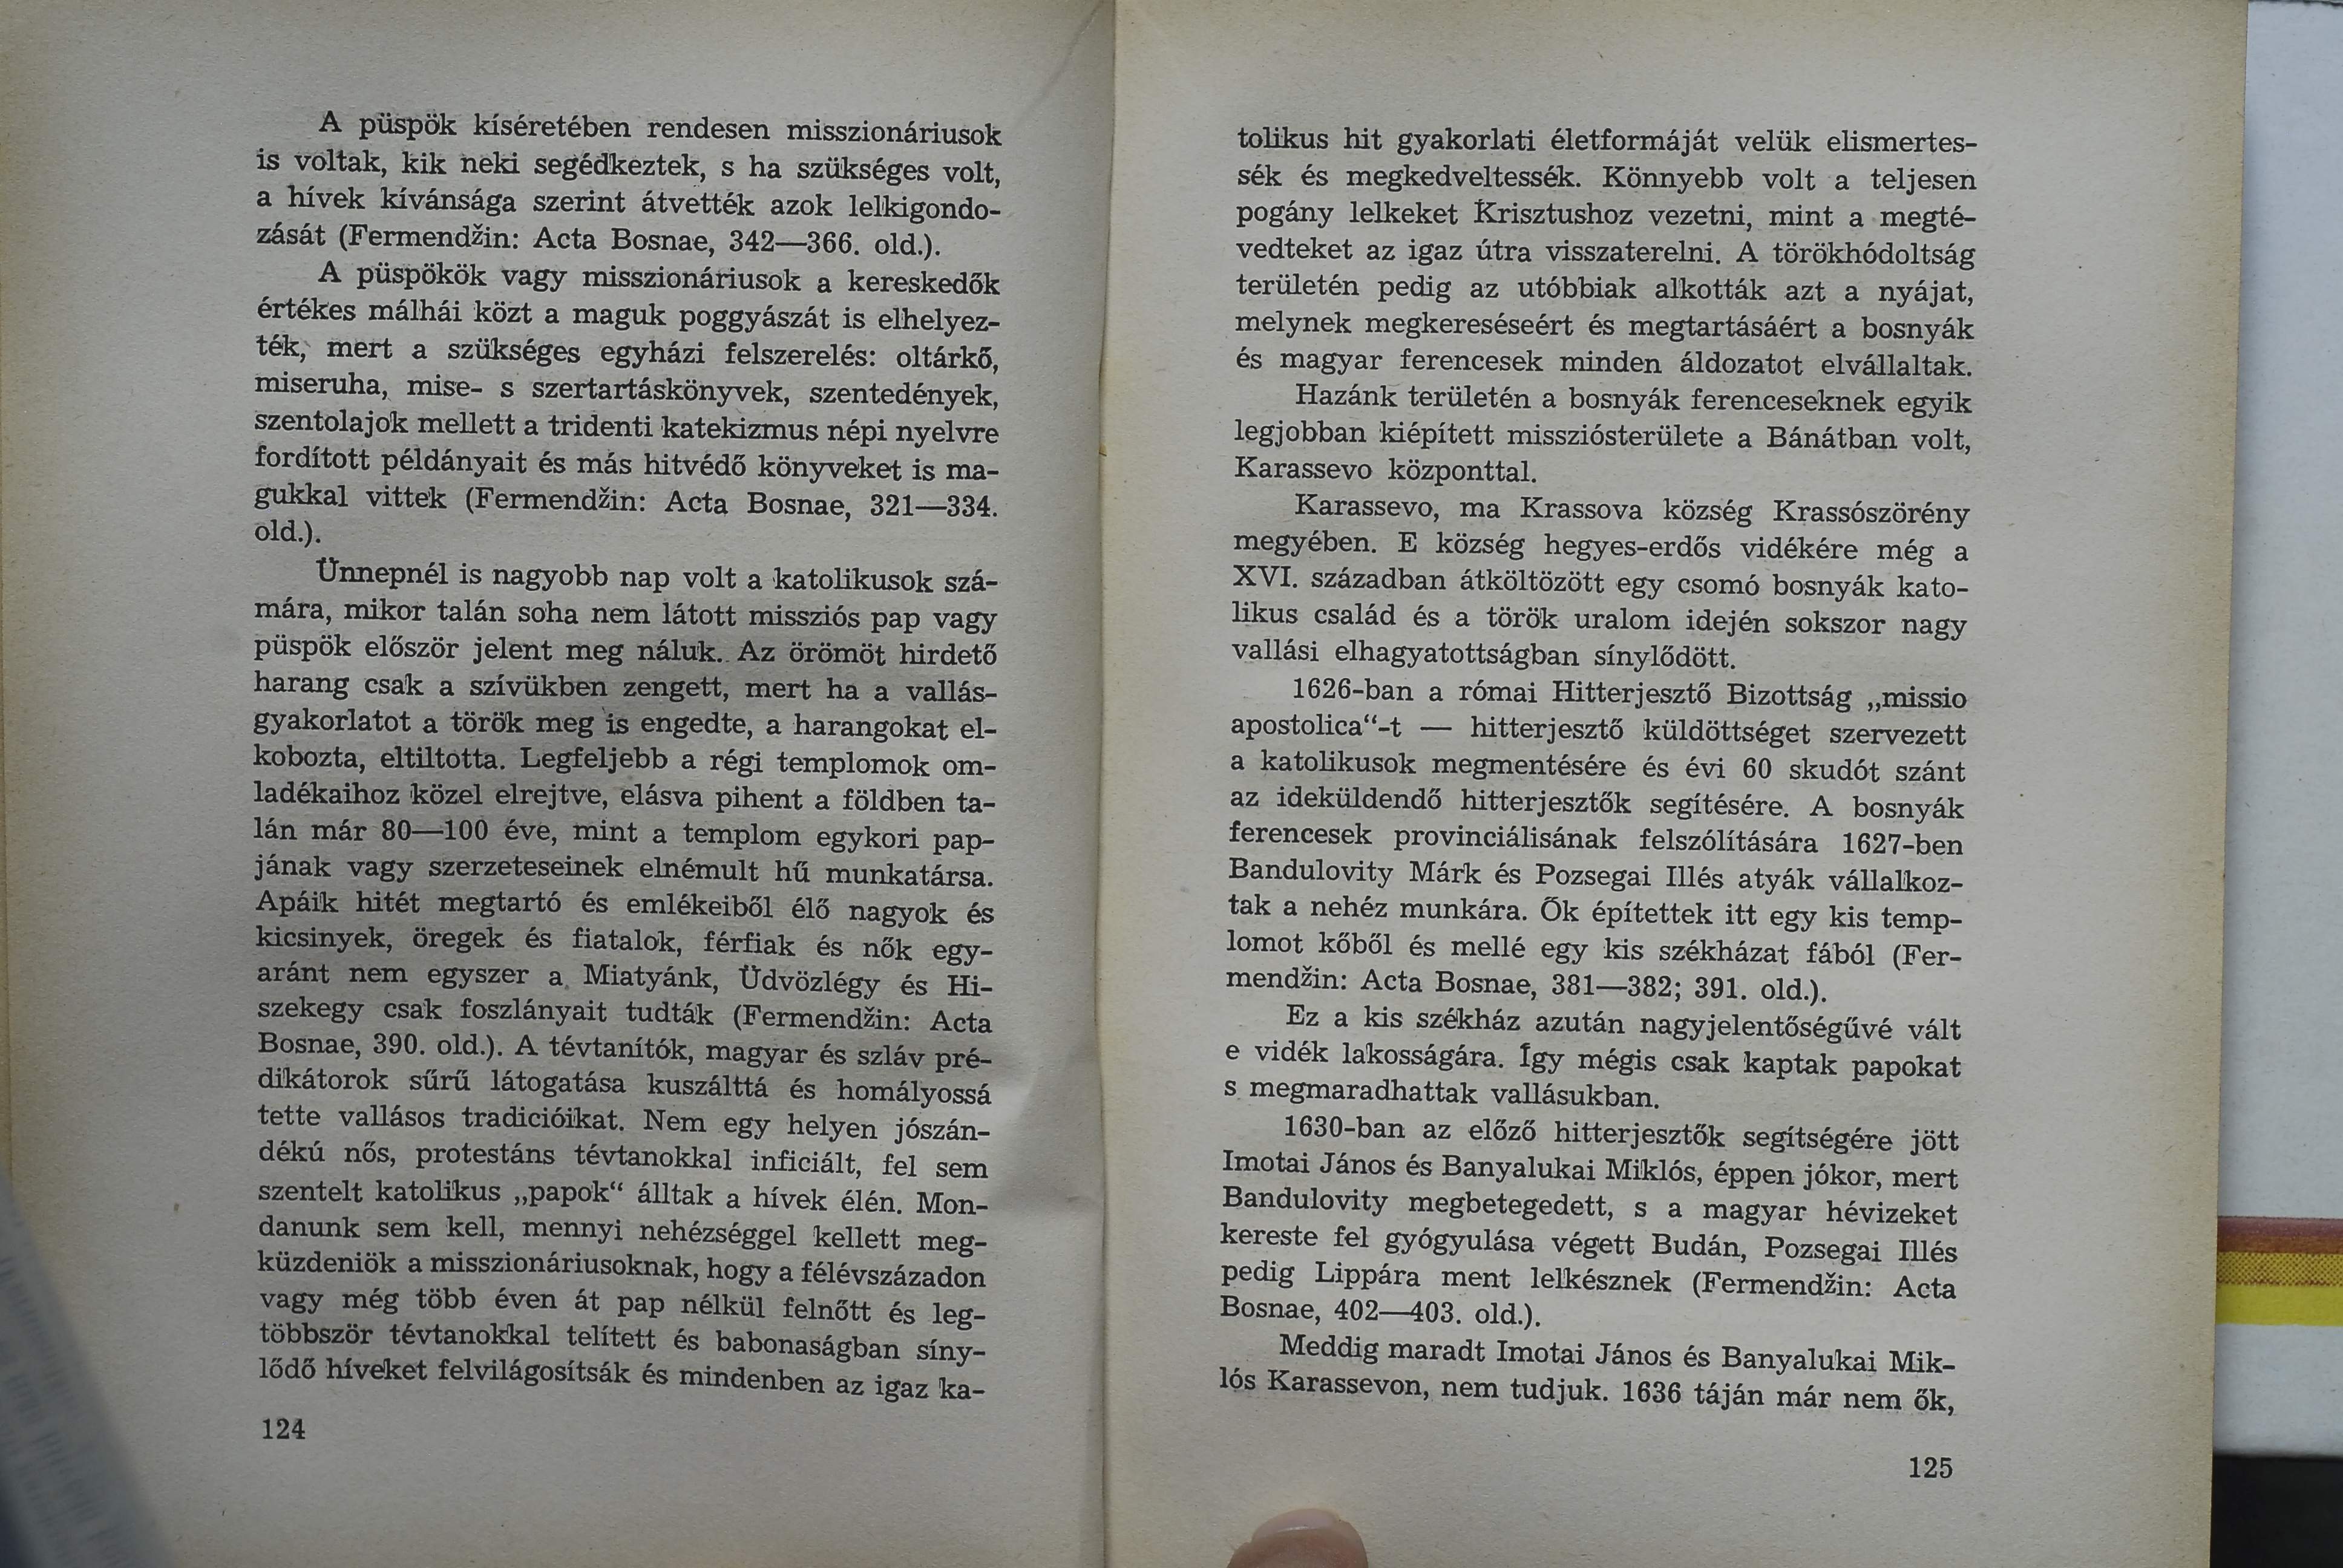 A püspök kíséretében rendesen misszionáriusok
is voltak, kik neki segédkeztek, s ha szükséges volt,
a hívek kívánsága szerint átvették azok lelkigondo-
zását (Fermendžin: Acta Bosnae, 342—366. old.).
A püspökök vagy misszionáriusok a kereskedők
értékes málhái közt a maguk poggyászát is elhelyez-
ték, mert a szükséges egyházi felszerelés: oltárkő,
miseruha, mise- s szertartáskönyvek, szentedények,
szentolajok mellett a tridenti katekizmus népi nyelvre
fordított példányait és más hitvédő könyveket is ma-
gukkal vittek (Fermendžin: Acta Bosnae, 321—334.
old.).
Ünnepnél is nagyobb nap volt a katolikusok szá-
mára, mikor talán soha nem látott missziós pap vagy
püspök először jelent meg náluk. Az örömöt hirdető
harang csak a szívükben zengett, mert ha a vallás-
gyakorlatot a török meg is engedte, a harangokat el-
kobozta, eltiltotta. Legfeljebb a régi templomok om-
ladékaihoz közel elrejtve, elásva pihent a földben ta-
lán már 80—100 éve, mint a templom egykori pap-
jának vagy szerzeteseinek elnémult hű munkatársa.
Apáik hitét megtartó és emlékeiből élő nagyok és
kicsinyek, öregek és fiatalok, férfiak és nők egy-
aránt nem egyszer a Miatyánk, Üdvözlégy és Hi-
szekegy csak foszlányait tudták (Fermendžin: Acta
Bosnae, 390. old.). A tévtanítók, magyar és szláv pré-
dikátorok sűrű látogatása kuszálttá és homályossá
tette vallásos tradicióikat. Nem egy helyen jószán-
dékú nős, protestáns tévtanokkal inficiált, fel sem
szentelt katolikus „papok“ álltak a hívek élén. Mon-
danunk sem kell, mennyi nehézséggel kellett meg-
küzdeniök a misszionáriusoknak, hogy a félévszázadon
vagy még több éven át pap nélkül felnőtt és leg-
többször tévtanokkal telített és babonaságban síny-
lődő híveket felvilágosítsák és mindenben az igaz ka-
124
tolikus hit gyakorlati életformáját velük elismertes-
sék és megkedveltessék. Könnyebb volt a teljesen
pogány lelkeket Krisztushoz vezetni, mint a megté-
vedteket az igaz útra visszaterelni. A törökhódoltság
területén pedig az utóbbiak alkották azt a nyájat,
melynek megkereséseért és megtartásáért a bosnyák
és magyar ferencesek minden áldozatot elvállaltak.
Hazánk területén a bosnyák ferenceseknek egyik
legjobban kiépített missziósterülete a Bánátban volt,
Karassevo központtal.
Karassevo, ma Krassova község Krassószörény
megyében. E község hegyes-erdős vidékére még a
XVI. században átköltözött egy csomó bosnyák kato-
likus család és a török uralom idején sokszor nagy
vallási elhagyatottságban sínylődött.
1626-ban a római Hitterjesztő Bizottság „missio
apostolica“-t — hitterjesztő küldöttséget szervezett
a katolikusok megmentésére és évi 60 skudót szánt
az ideküldendő hitterjesztők segítésére. A bosnyák
ferencesek provinciálisának felszólítására 1627-ben
Bandulovity Márk és Pozsegai Illés atyák vállalkoz-
tak a nehéz munkára. Ők építettek itt egy kis temp-
lomot kőből és mellé egy kis székházat fából (Fer-
mendžin: Acta Bosnae, 381—382; 391. old.).
Ez a kis székház azután nagyjelentőségűvé vált
e vidék lakosságára. Így mégis csak kaptak papokat
s megmaradhattak vallásukban.
1630-ban az előző hitterjesztők segítségére jött
Imotai János és Banyalukai Miklós, éppen jókor, mert
Bandulovity megbetegedett, s a magyar hévizeket
kereste fel gyógyulása végett Budán, Pozsegai Illés
pedig Lippára ment lelkésznek (Fermendžin: Acta
Bosnae, 402—403. old.).
Meddig maradt Imotai János és Banyalukai Mik-
lós Karassevon, nem tudjuk. 1636 táján már nem ők,
125